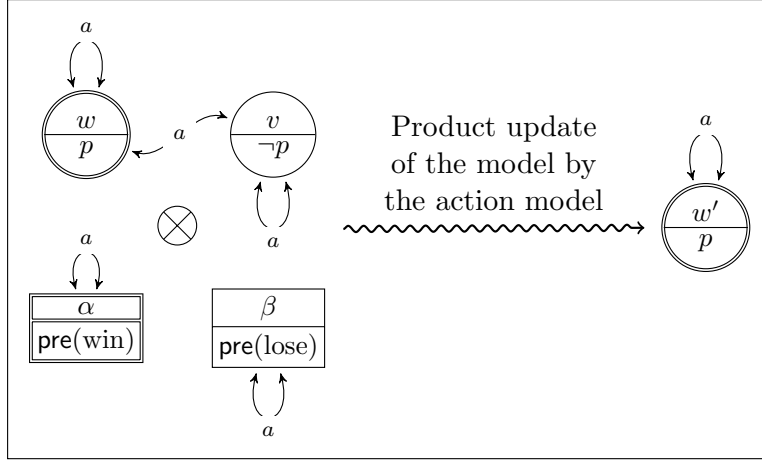 a
w
p
a
v
¬p
a
Product update
of the model by
the action model
a
w′
p
a
α
pre(win)
β
pre(lose)
a